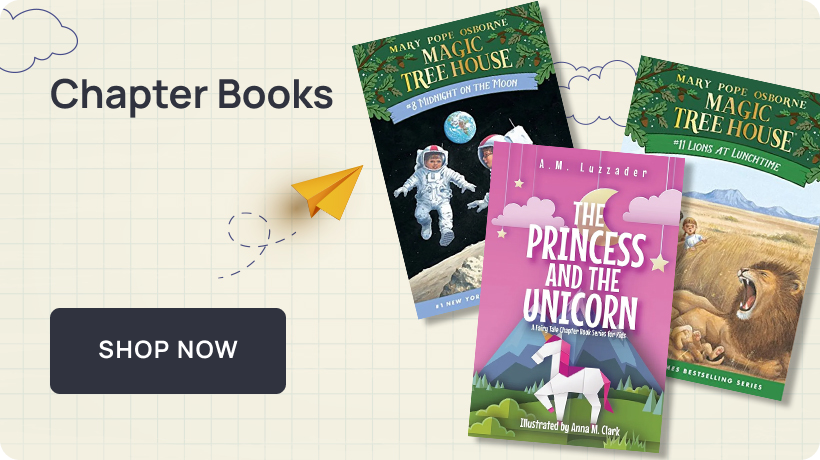 Chapter Books
SHOP NOW
MARY POPE OSBORNE
MAGIC
TREE HOUSE
#8 MIDNIGHT ON THE MOON
#1 NEW YOR
MARY POPE OSBORNE
MAGIC
TREE HOUSE
#11 LIONS AT LUNCHTIME
MES BESTSELLING SERIES
A.M. Luzzader
THE
PRINCESS
AND THE
UNICORN
A Fairy Tale Chapter Book Series for Kids
Illustrated by Anna M. Clark